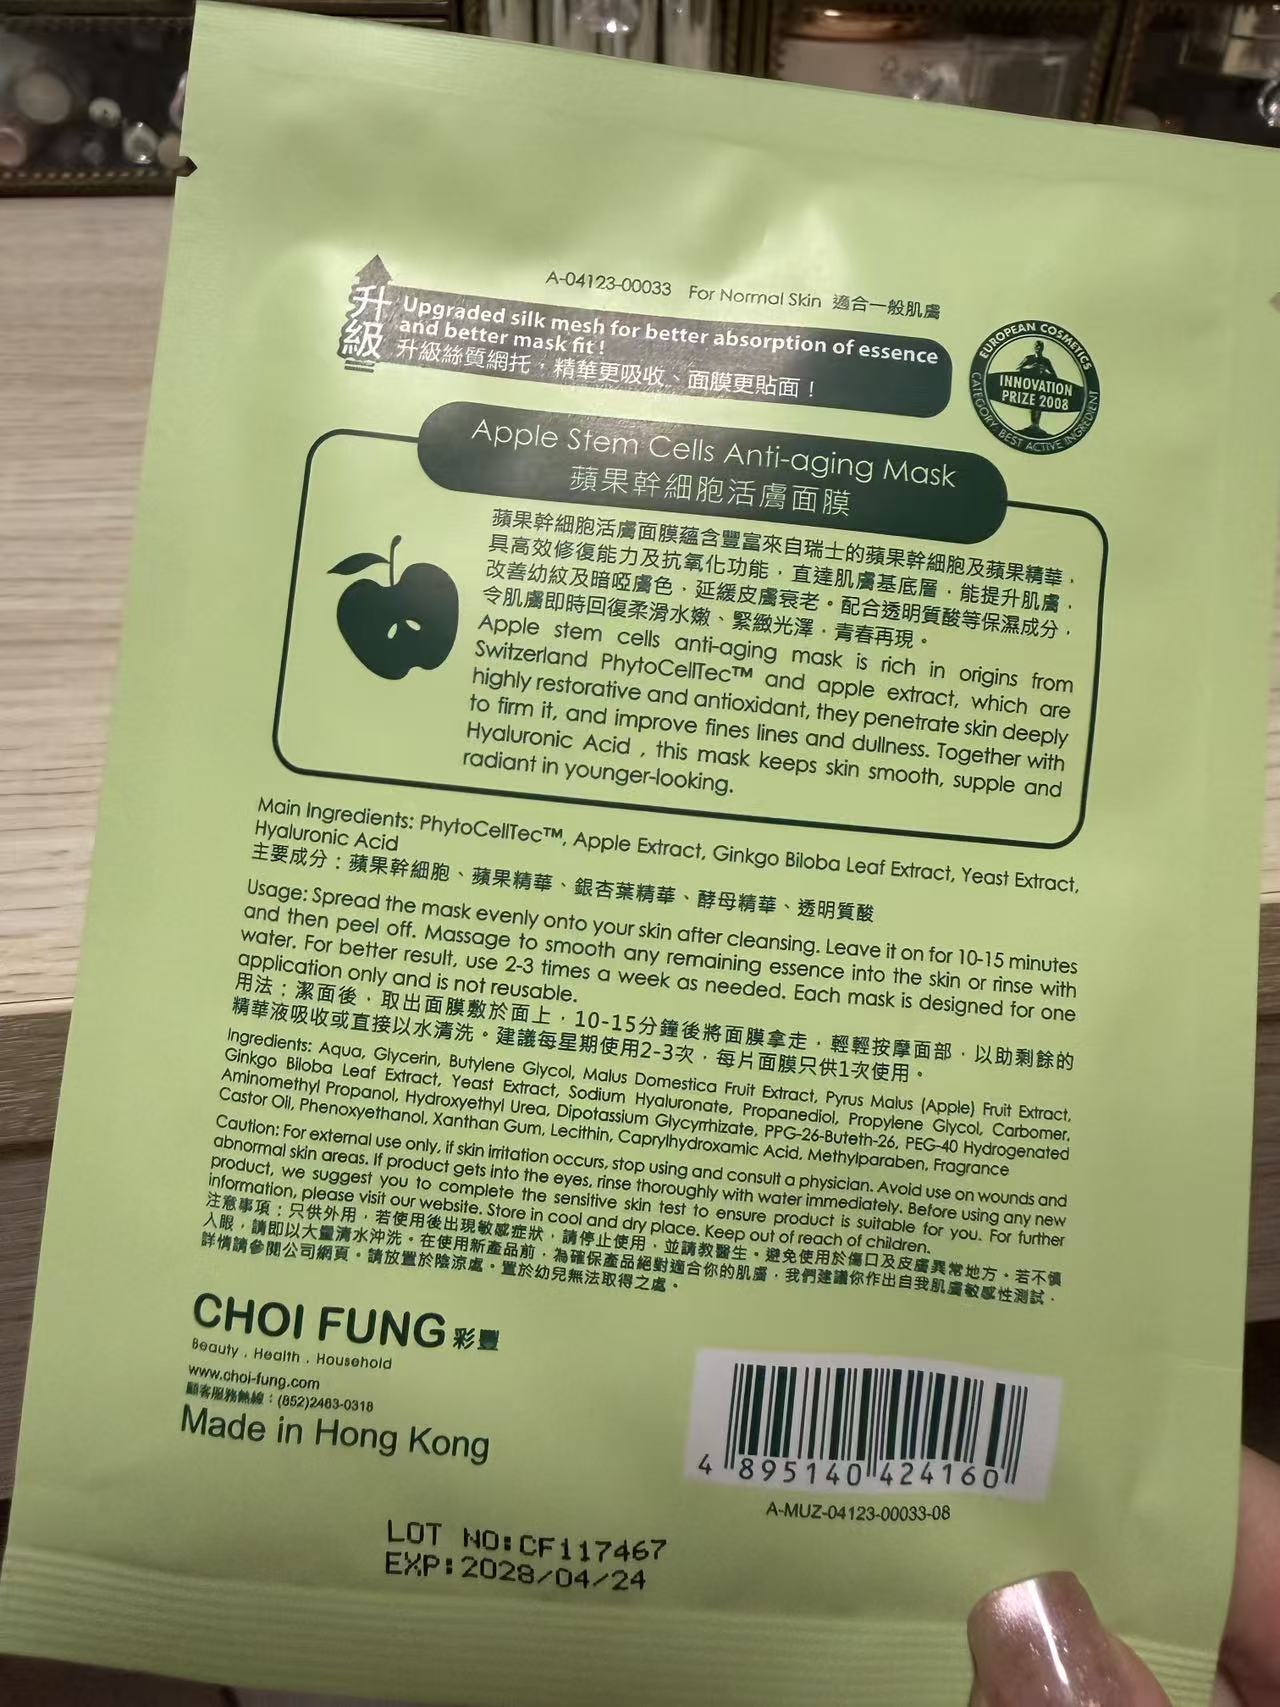 A-04123-00033 For Normal Skin 適合一般肌膚
升級
Upgraded silk mesh for better absorption of essence
and better mask fit !
升級絲質網托，精華更吸收、面膜更貼面！
EUROPEAN COSMETICS
INNOVATION
PRIZE 2008
CATEGORY: BEST ACTIVE INGREDIENT
Apple Stem Cells Anti-aging Mask
蘋果幹細胞活膚面膜
蘋果幹細胞活膚面膜蘊含豐富來自瑞士的蘋果幹細胞及蘋果精華，
具高效修復能力及抗氧化功能，直達肌膚基底層，能提升肌膚，
改善幼紋及暗啞膚色，延緩皮膚衰老。配合透明質酸等保濕成分，
令肌膚即時回復柔滑水嫩、緊緻光澤，青春再現。
Apple stem cells anti-aging mask is rich in origins from
Switzerland PhytoCellTec™ and apple extract, which are
highly restorative and antioxidant, they penetrate skin deeply
to firm it, and improve fines lines and dullness. Together with
Hyaluronic Acid , this mask keeps skin smooth, supple and
radiant in younger-looking.
Main Ingredients: PhytoCellTec™, Apple Extract, Ginkgo Biloba Leaf Extract, Yeast Extract,
Hyaluronic Acid
主要成分：蘋果幹細胞、蘋果精華、銀杏葉精華、酵母精華、透明質酸
Usage: Spread the mask evenly onto your skin after cleansing. Leave it on for 10-15 minutes
and then peel off. Massage to smooth any remaining essence into the skin or rinse with
water. For better result, use 2-3 times a week as needed. Each mask is designed for one
application only and is not reusable.
用法：潔面後，取出面膜敷於面上，10-15分鐘後將面膜拿走，輕輕按摩面部，以助剩餘的
精華液吸收或直接以水清洗。建議每星期使用2-3次，每片面膜只供1次使用。
Ingredients: Aqua, Glycerin, Butylene Glycol, Malus Domestica Fruit Extract, Pyrus Malus (Apple) Fruit Extract,
Ginkgo Biloba Leaf Extract, Yeast Extract, Sodium Hyaluronate, Propanediol, Propylene Glycol, Carbomer,
Aminomethyl Propanol, Hydroxyethyl Urea, Dipotassium Glycyrrhizate, PPG-26-Buteth-26, PEG-40 Hydrogenated
Castor Oil, Phenoxyethanol, Xanthan Gum, Lecithin, Caprylhydroxamic Acid, Methylparaben, Fragrance
Caution: For external use only, if skin irritation occurs, stop using and consult a physician. Avoid use on wounds and
abnormal skin areas. If product gets into the eyes, rinse thoroughly with water immediately. Before using any new
product, we suggest you to complete the sensitive skin test to ensure product is suitable for you. For further
information, please visit our website. Store in cool and dry place. Keep out of reach of children.
注意事項：只供外用，若使用後出現敏感症狀，請停止使用，並請教醫生。避免使用於傷口及皮膚異常地方。若不慎
入眼，請即以大量清水沖洗。在使用新產品前，為確保產品絕對適合你的肌膚，我們建議你作出自我肌膚敏感性測試，
詳情請參閱公司網頁。請放置於陰涼處。置於幼兒無法取得之處。
CHOI FUNG 彩豐
Beauty . Health . Household
www.choi-fung.com
顧客服務熱線：(852)2463-0318
Made in Hong Kong
4 895140 424160
A-MUZ-04123-00033-08
LOT NO:CF117467
EXP:2028/04/24